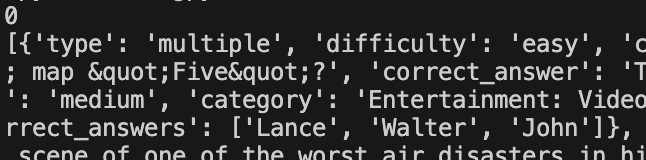 0
[{'type': 'multiple', 'difficulty': 'easy', 'c
; map &quot;Five&quot;?', 'correct_answer': 'T
': 'medium', 'category': 'Entertainment: Video
rrect_answers': ['Lance', 'Walter', 'John']},
scene of one of the worst air disasters in hi